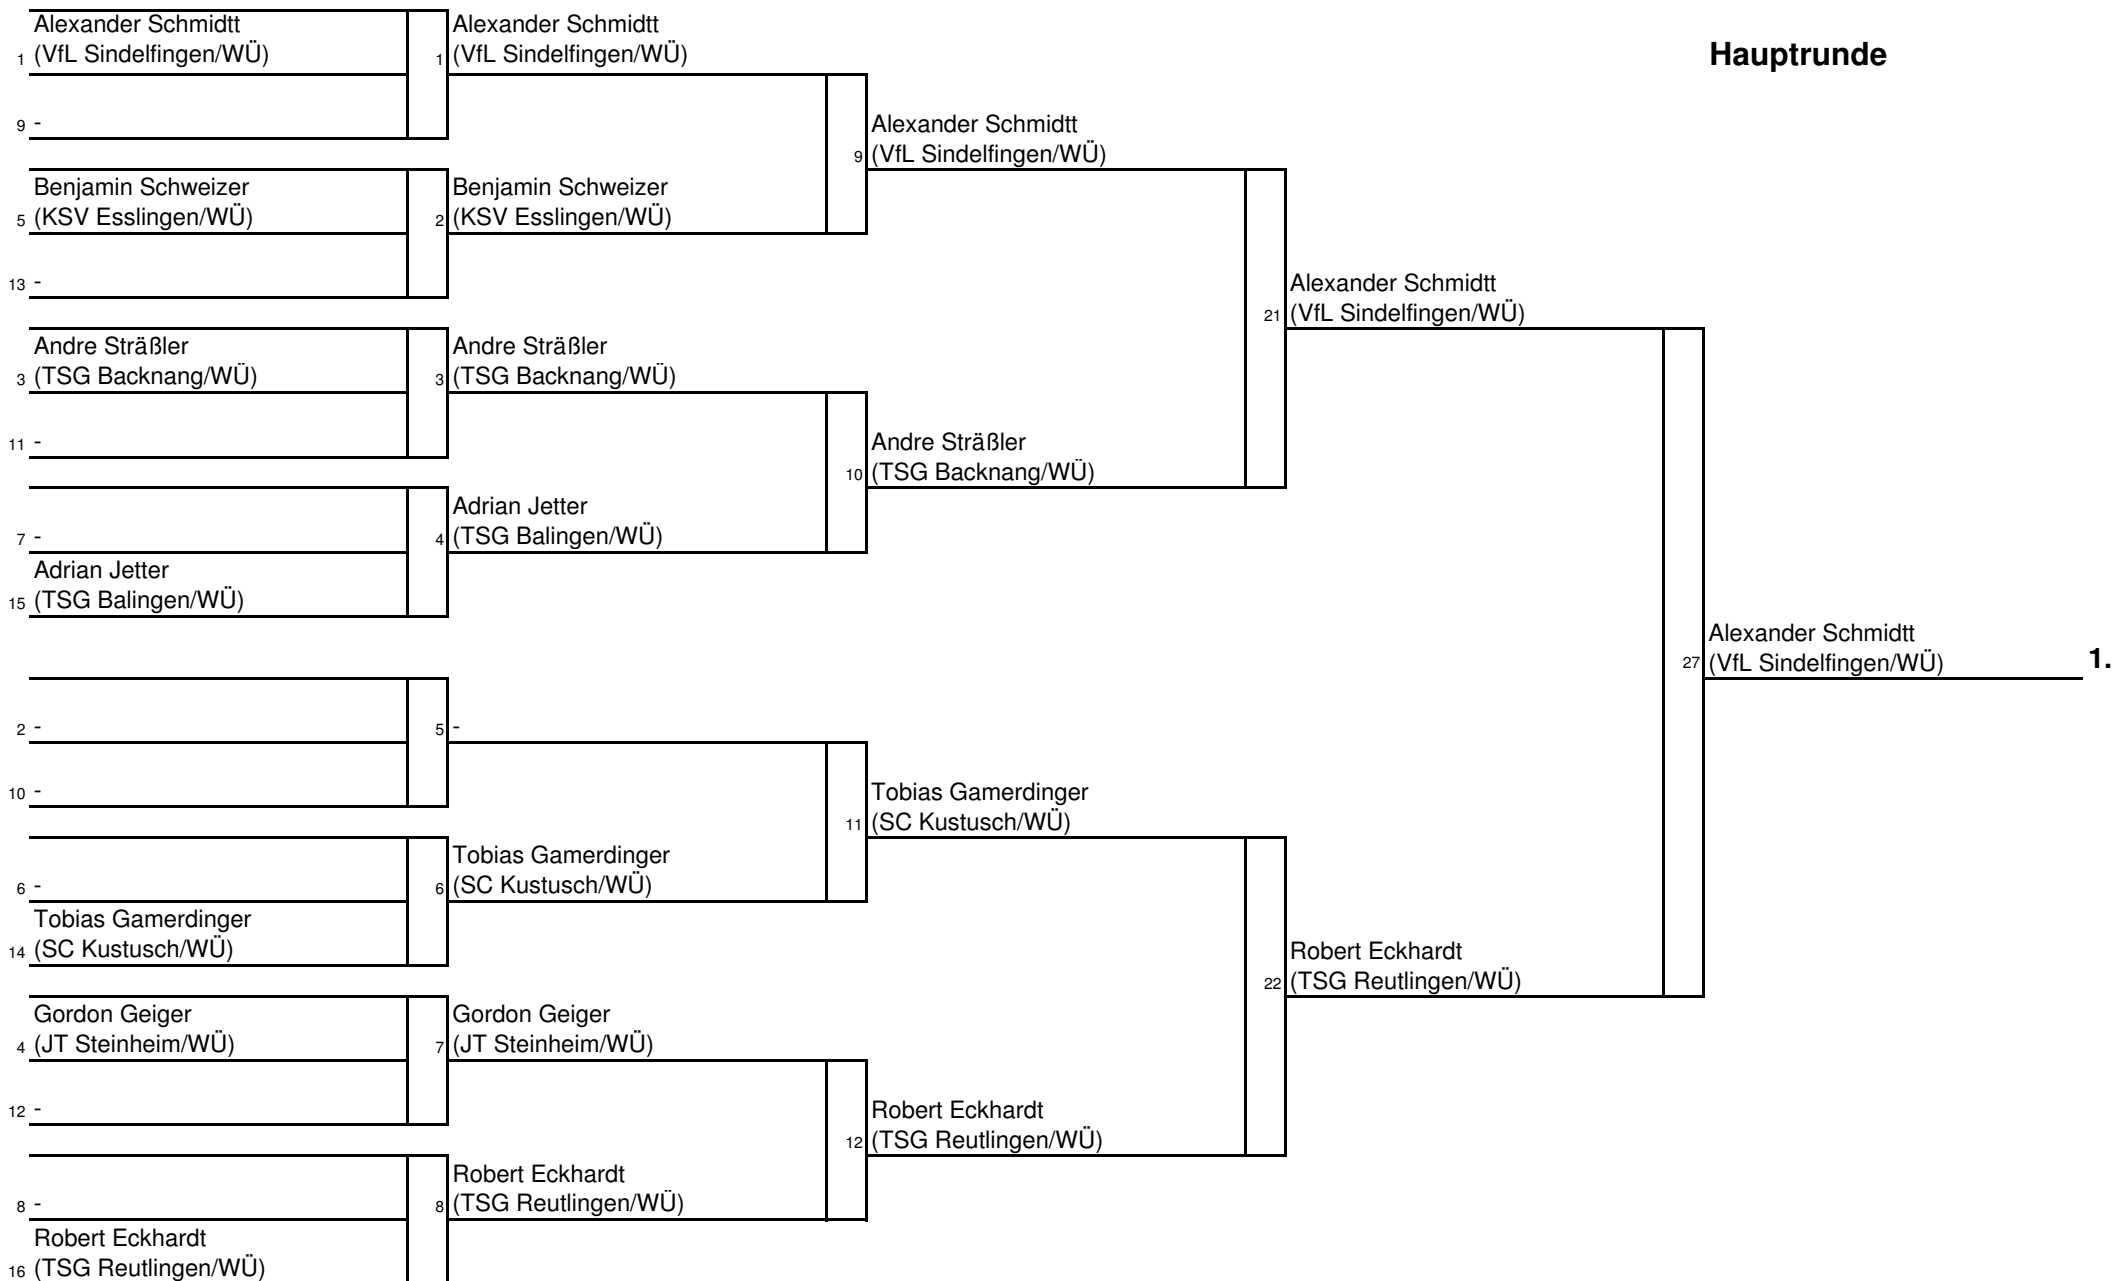 Hauptrunde
Alexander Schmidtt
1 (VfL Sindelfingen/WÜ)
9 -
Benjamin Schweizer
5 (KSV Esslingen/WÜ)
13 -
Andre Sträßler
3 (TSG Backnang/WÜ)
11 -
7 -
Adrian Jetter
15 (TSG Balingen/WÜ)
2 -
10 -
6 -
Tobias Gamerdinger
14 (SC Kustusch/WÜ)
Gordon Geiger
4 (JT Steinheim/WÜ)
12 -
8 -
Robert Eckhardt
16 (TSG Reutlingen/WÜ)
Alexander Schmidtt
1 (VfL Sindelfingen/WÜ)
Benjamin Schweizer
2 (KSV Esslingen/WÜ)
Andre Sträßler
3 (TSG Backnang/WÜ)
Adrian Jetter
4 (TSG Balingen/WÜ)
5 -
Tobias Gamerdinger
6 (SC Kustusch/WÜ)
Gordon Geiger
7 (JT Steinheim/WÜ)
Robert Eckhardt
8 (TSG Reutlingen/WÜ)
Alexander Schmidtt
9 (VfL Sindelfingen/WÜ)
Andre Sträßler
10 (TSG Backnang/WÜ)
Tobias Gamerdinger
11 (SC Kustusch/WÜ)
Robert Eckhardt
12 (TSG Reutlingen/WÜ)
Alexander Schmidtt
21 (VfL Sindelfingen/WÜ)
Robert Eckhardt
22 (TSG Reutlingen/WÜ)
Alexander Schmidtt
27 (VfL Sindelfingen/WÜ) 1.